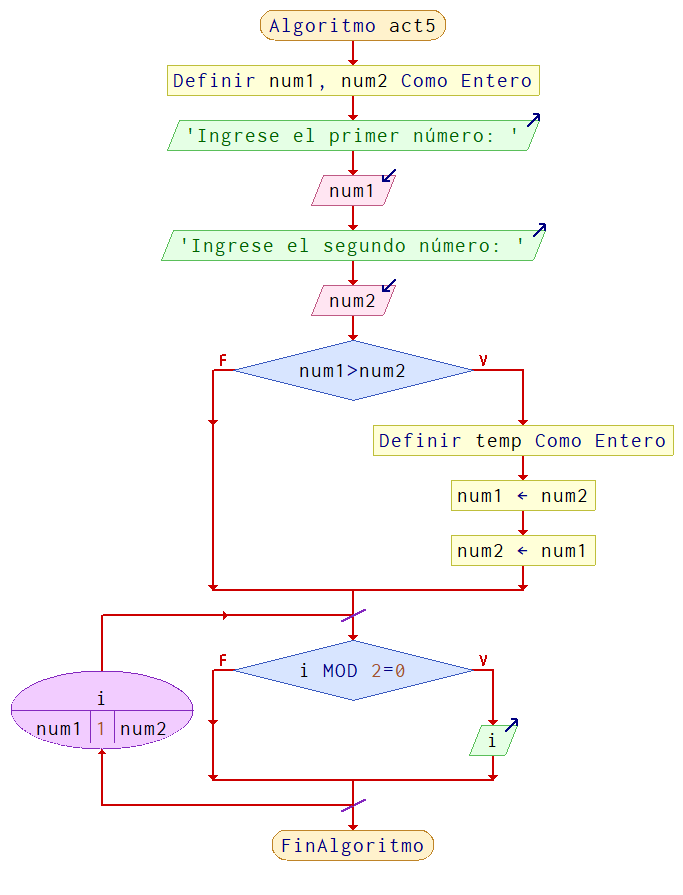 Algoritmo act5
Definir num1, num2 Como Entero
'Ingrese el primer número: '
num1
'Ingrese el segundo número: '
num2
num1>num2
F
V
Definir temp Como Entero
num1 ← num2
num2 ← num1
i MOD 2=0
F
V
i
num1 1 num2
i
FinAlgoritmo